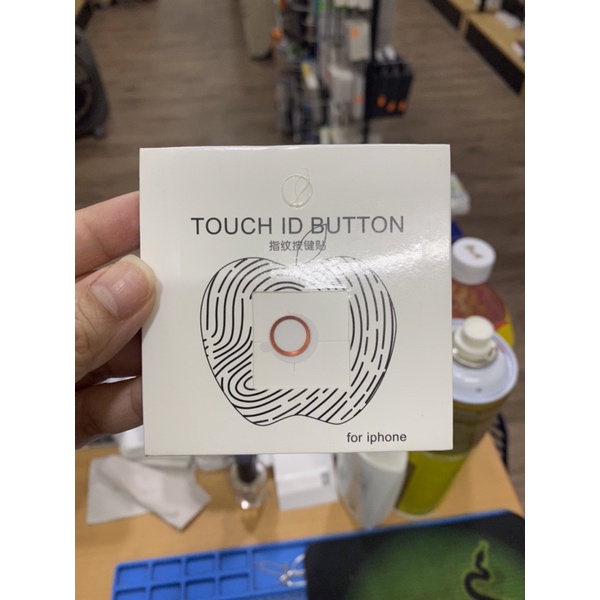 TOUCH ID BUTTON
指纹按键贴
for iphone